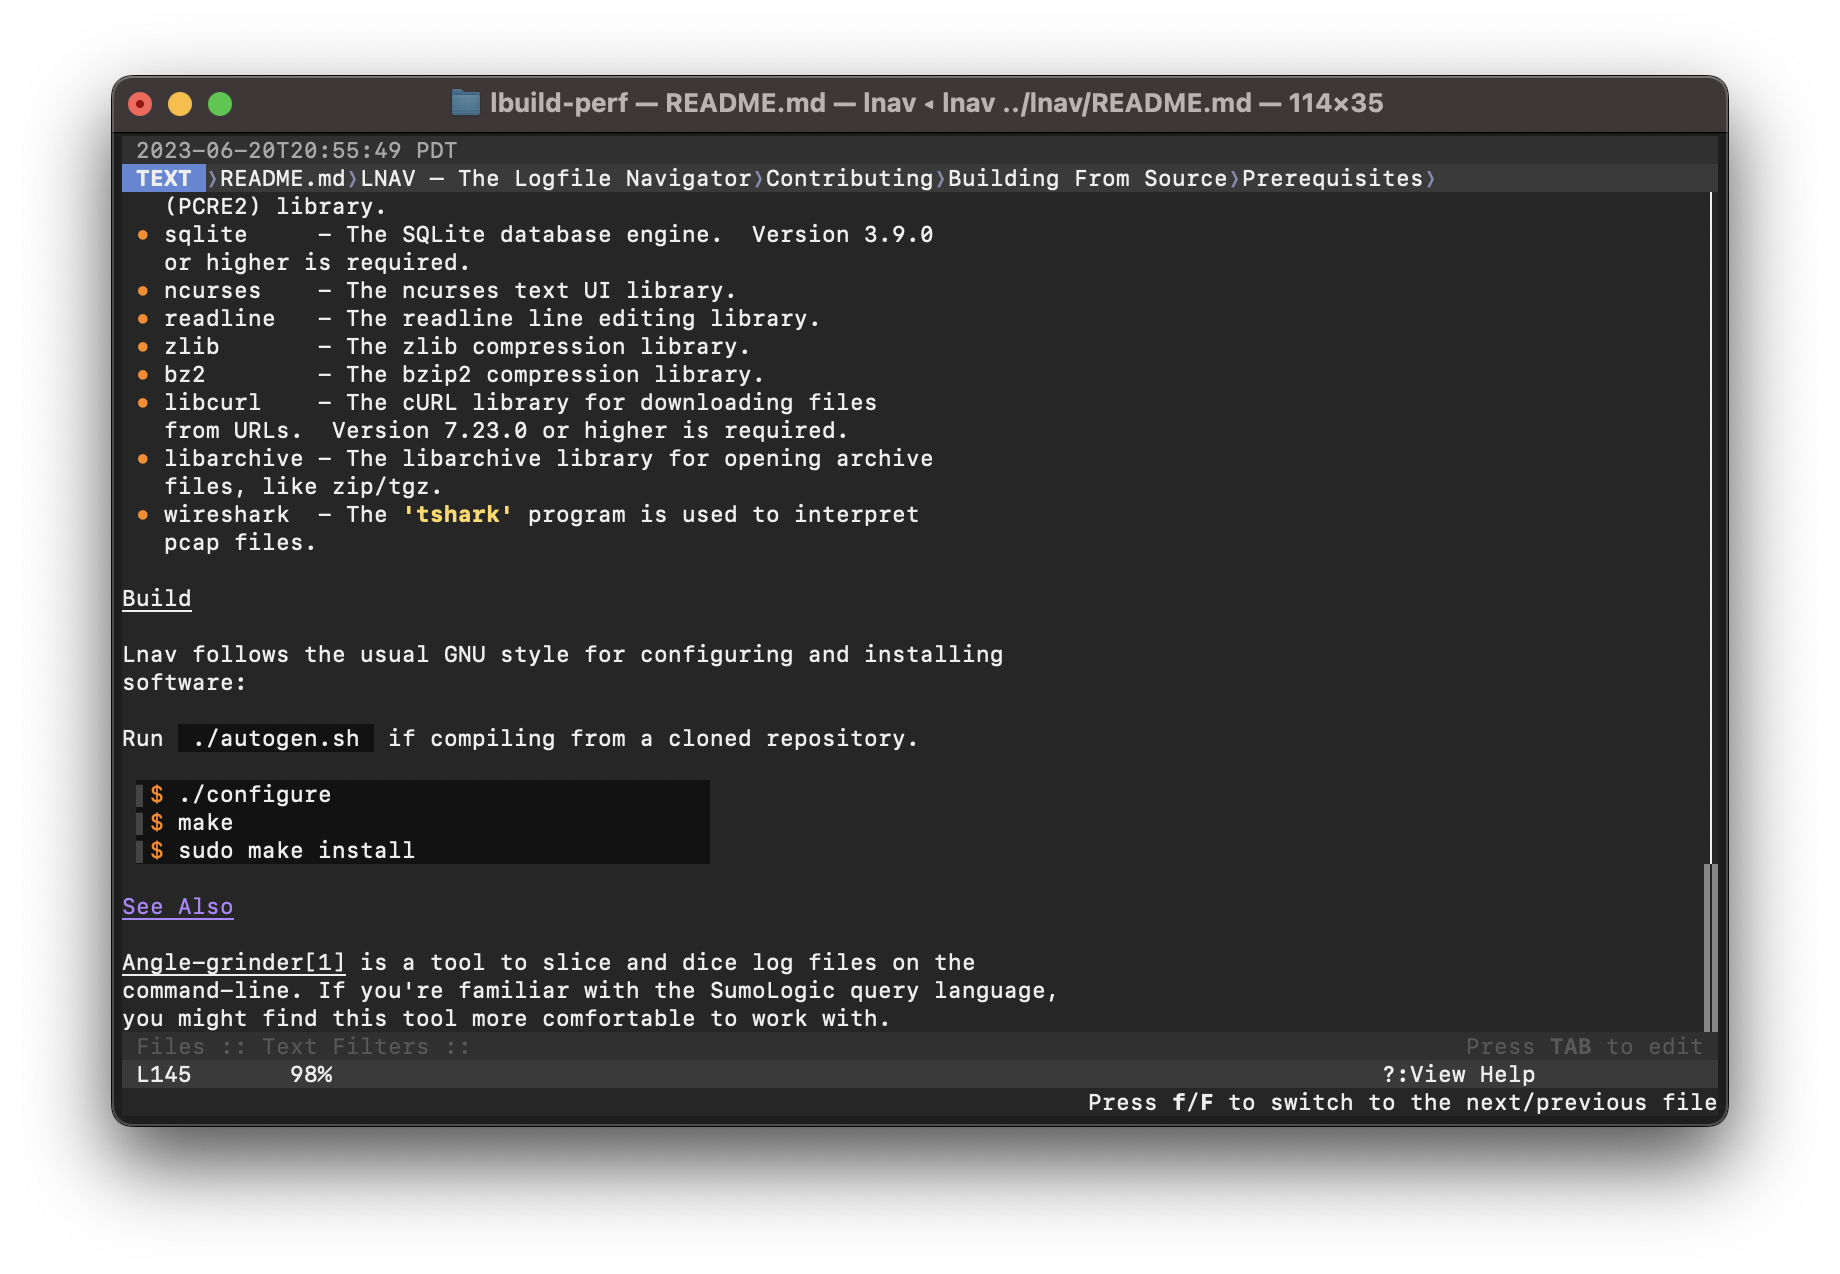 lbuild-perf — README.md — lnav ◂ lnav ../lnav/README.md — 114×35
2023-06-20T20:55:49 PDT
TEXT ❭README.md❭LNAV — The Logfile Navigator❭Contributing❭Building From Source❭Prerequisites❭
(PCRE2) library.
• sqlite     - The SQLite database engine.  Version 3.9.0
or higher is required.
• ncurses    - The ncurses text UI library.
• readline   - The readline line editing library.
• zlib       - The zlib compression library.
• bz2        - The bzip2 compression library.
• libcurl    - The cURL library for downloading files
from URLs.  Version 7.23.0 or higher is required.
• libarchive - The libarchive library for opening archive
files, like zip/tgz.
• wireshark  - The 'tshark' program is used to interpret
pcap files.
Build
Lnav follows the usual GNU style for configuring and installing
software:
Run ./autogen.sh if compiling from a cloned repository.
$ ./configure
$ make
$ sudo make install
See Also
Angle-grinder[1] is a tool to slice and dice log files on the
command-line. If you're familiar with the SumoLogic query language,
you might find this tool more comfortable to work with.
Files :: Text Filters :: Press TAB to edit
L145 98% ?:View Help
Press f/F to switch to the next/previous file